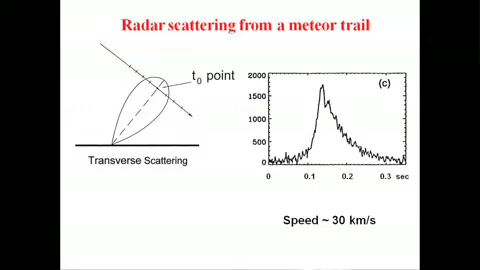 Radar scattering from a meteor trail
t0 point
Transverse Scattering
(c)
2000
1500
1000
500
0
0 0.1 0.2 0.3 sec
Speed ~ 30 km/s